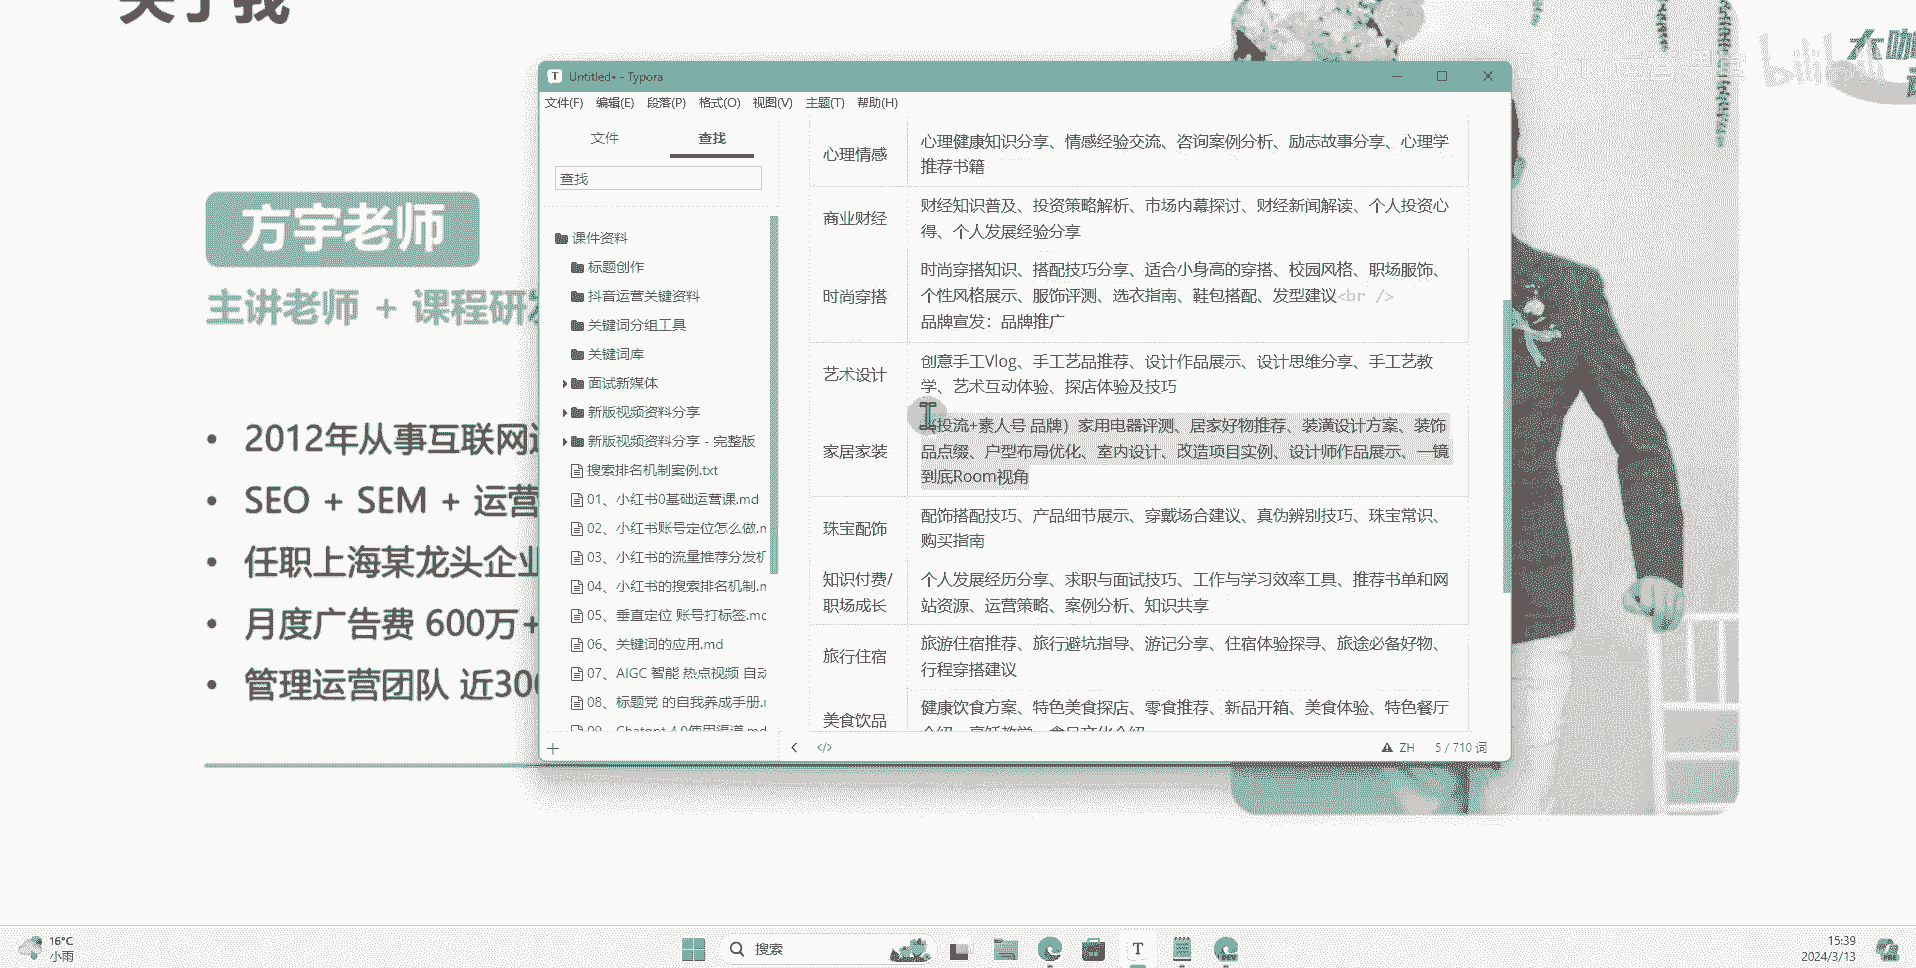 关于我
大咖
bilibili
方宇老师
主讲老师 + 课程研发
• 2012年从事互联网
• SEO + SEM + 运营
• 任职上海某龙头企业
• 月度广告费 600万+
• 管理运营团队 近300
Untitled• - Typora
文件(F) 编辑(E) 段落(P) 格式(O) 视图(V) 主题(T) 帮助(H)
文件 查找
查找
课件资料
标题创作
抖音运营关键资料
关键词分组工具
关键词库
面试新媒体
新版视频资料分享
新版视频资料分享 - 完整版
搜索排名机制案例.txt
01、小红书0基础运营课.md
02、小红书账号定位怎么做.m
03、小红书的流量推荐分发机
04、小红书的搜索排名机制.m
05、垂直定位 账号打标签.mc
06、关键词的应用.md
07、AIGC 智能 热点视频 自动
08、标题党 的自我养成手册.r
09、Chatgpt 4.0使用渠道.md
心理情感
心理健康知识分享、情感经验交流、咨询案例分析、励志故事分享、心理学
推荐书籍
商业财经
财经知识普及、投资策略解析、市场内幕探讨、财经新闻解读、个人投资心
得、个人发展经验分享
时尚穿搭
时尚穿搭知识、搭配技巧分享、适合小身高的穿搭、校园风格、职场服饰、
个性风格展示、服饰评测、选衣指南、鞋包搭配、发型建议<br />
品牌宣发：品牌推广
艺术设计
创意手工Vlog、手工艺品推荐、设计作品展示、设计思维分享、手工艺教
学、艺术互动体验、探店体验及技巧
家居家装
（投流+素人号 品牌）家用电器评测、居家好物推荐、装潢设计方案、装饰
品点缀、户型布局优化、室内设计、改造项目实例、设计师作品展示、一镜
到底Room视角
珠宝配饰
配饰搭配技巧、产品细节展示、穿戴场合建议、真伪辨别技巧、珠宝常识、
购买指南
知识付费/
职场成长
个人发展经历分享、求职与面试技巧、工作与学习效率工具、推荐书单和网
站资源、运营策略、案例分析、知识共享
旅行住宿
旅游住宿推荐、旅行避坑指导、游记分享、住宿体验探寻、旅途必备好物、
行程穿搭建议
美食饮品
健康饮食方案、特色美食探店、零食推荐、新品开箱、美食体验、特色餐厅
介绍、烹饪教学、食品文化介绍
ZH 5 / 710 词
16°C
小雨
搜索
15:39
2024/3/13